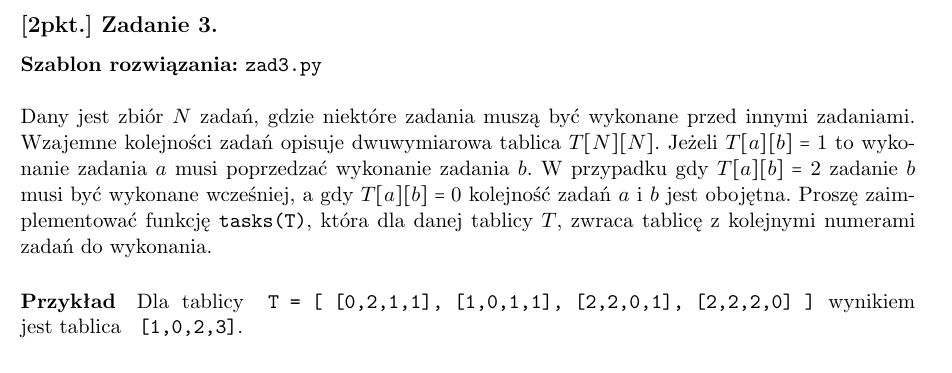 [2pkt.] Zadanie 3.
Szablon rozwiązania: zad3.py
Dany jest zbiór N zadań, gdzie niektóre zadania muszą być wykonane przed innymi zadaniami.
Wzajemne kolejności zadań opisuje dwuwymiarowa tablica T[N][N]. Jeżeli T[a][b] = 1 to wyko-
nanie zadania a musi poprzedzać wykonanie zadania b. W przypadku gdy T[a][b] = 2 zadanie b
musi być wykonane wcześniej, a gdy T[a][b] = 0 kolejność zadań a i b jest obojętna. Proszę zaim-
plementować funkcję tasks(T), która dla danej tablicy T, zwraca tablicę z kolejnymi numerami
zadań do wykonania.
Przykład Dla tablicy T = [ [0,2,1,1], [1,0,1,1], [2,2,0,1], [2,2,2,0] ] wynikiem
jest tablica [1,0,2,3].